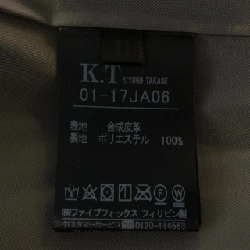 K.T
KIYOKO TAKASE
01-17JA06
表地 合成皮革
裏地 ポリエステル 100%
㈱ファイブフォックス フィリピン製
カスタマーサービス 0120-114563